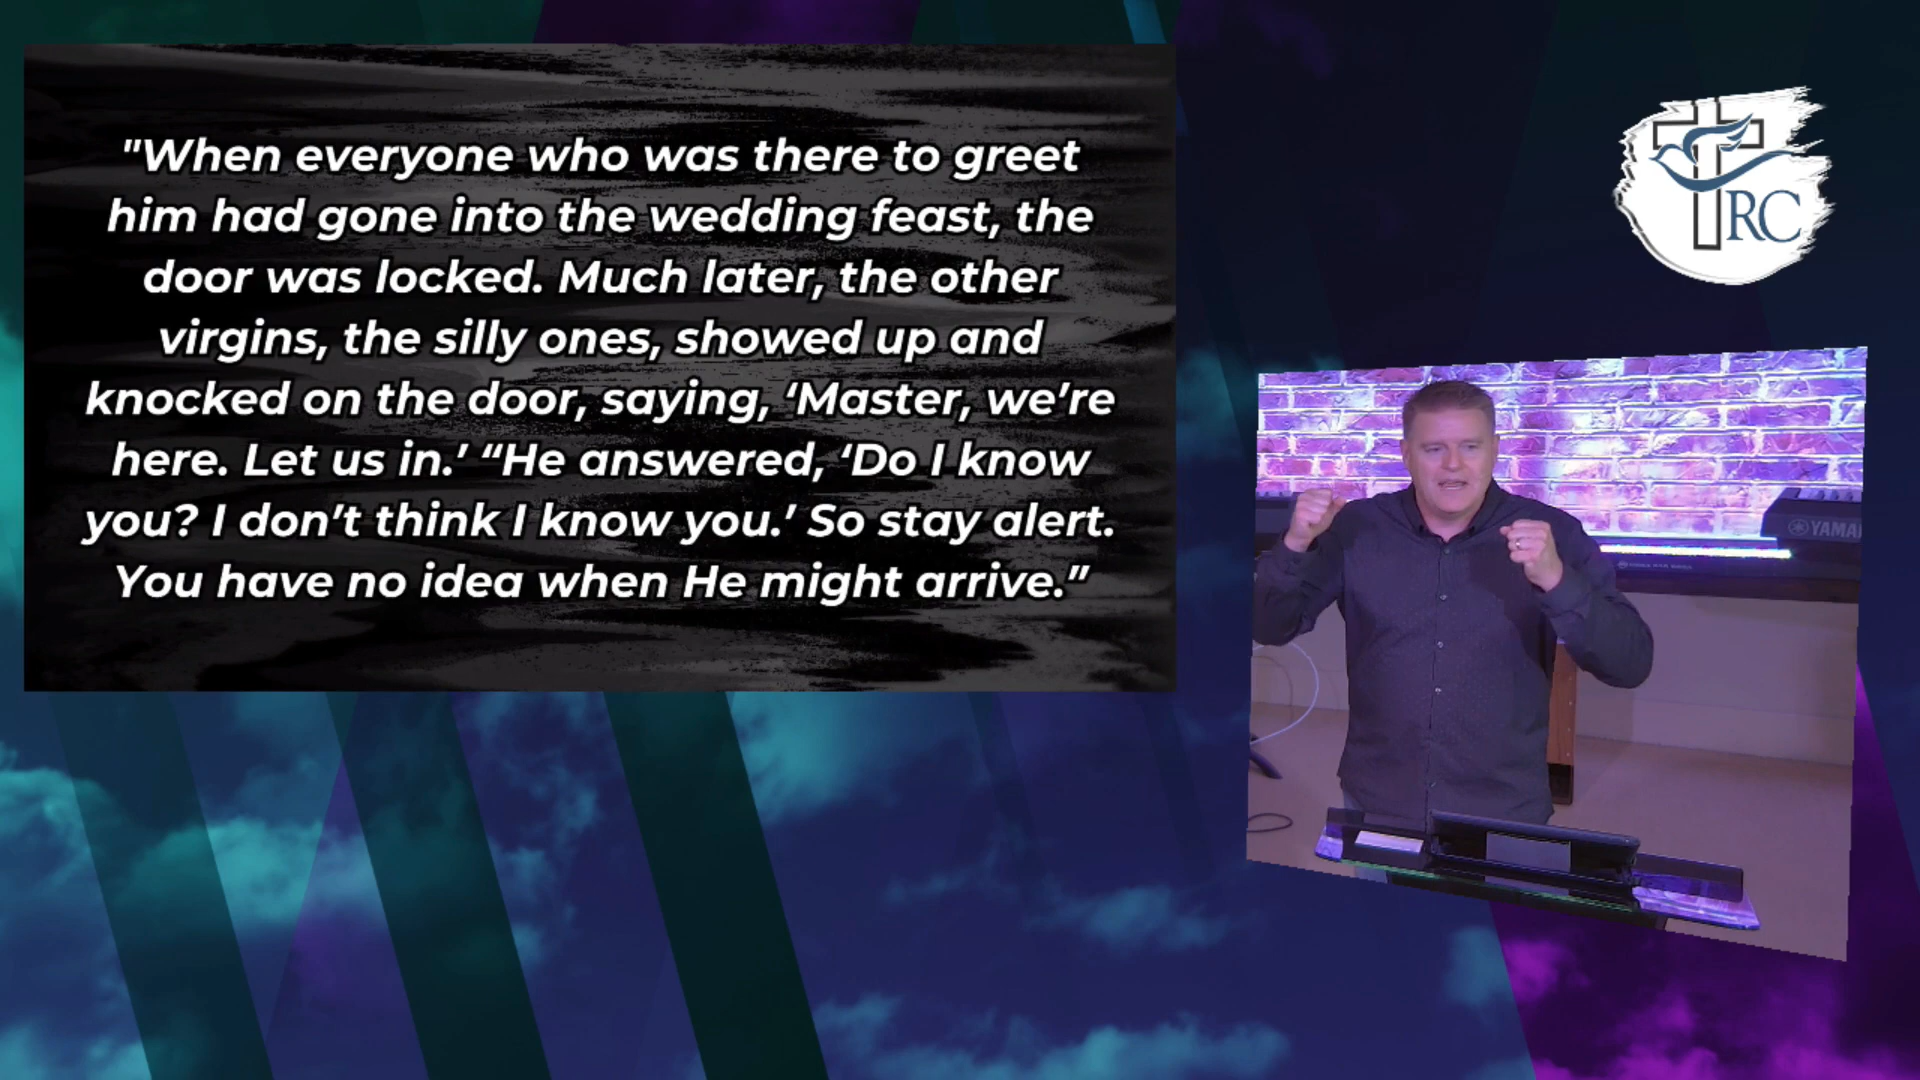 "When everyone who was there to greet
him had gone into the wedding feast, the
door was locked. Much later, the other
virgins, the silly ones, showed up and
knocked on the door, saying, ‘Master, we’re
here. Let us in.’ “He answered, ‘Do I know
you? I don’t think I know you.’ So stay alert.
You have no idea when He might arrive.”
RC
YAMA